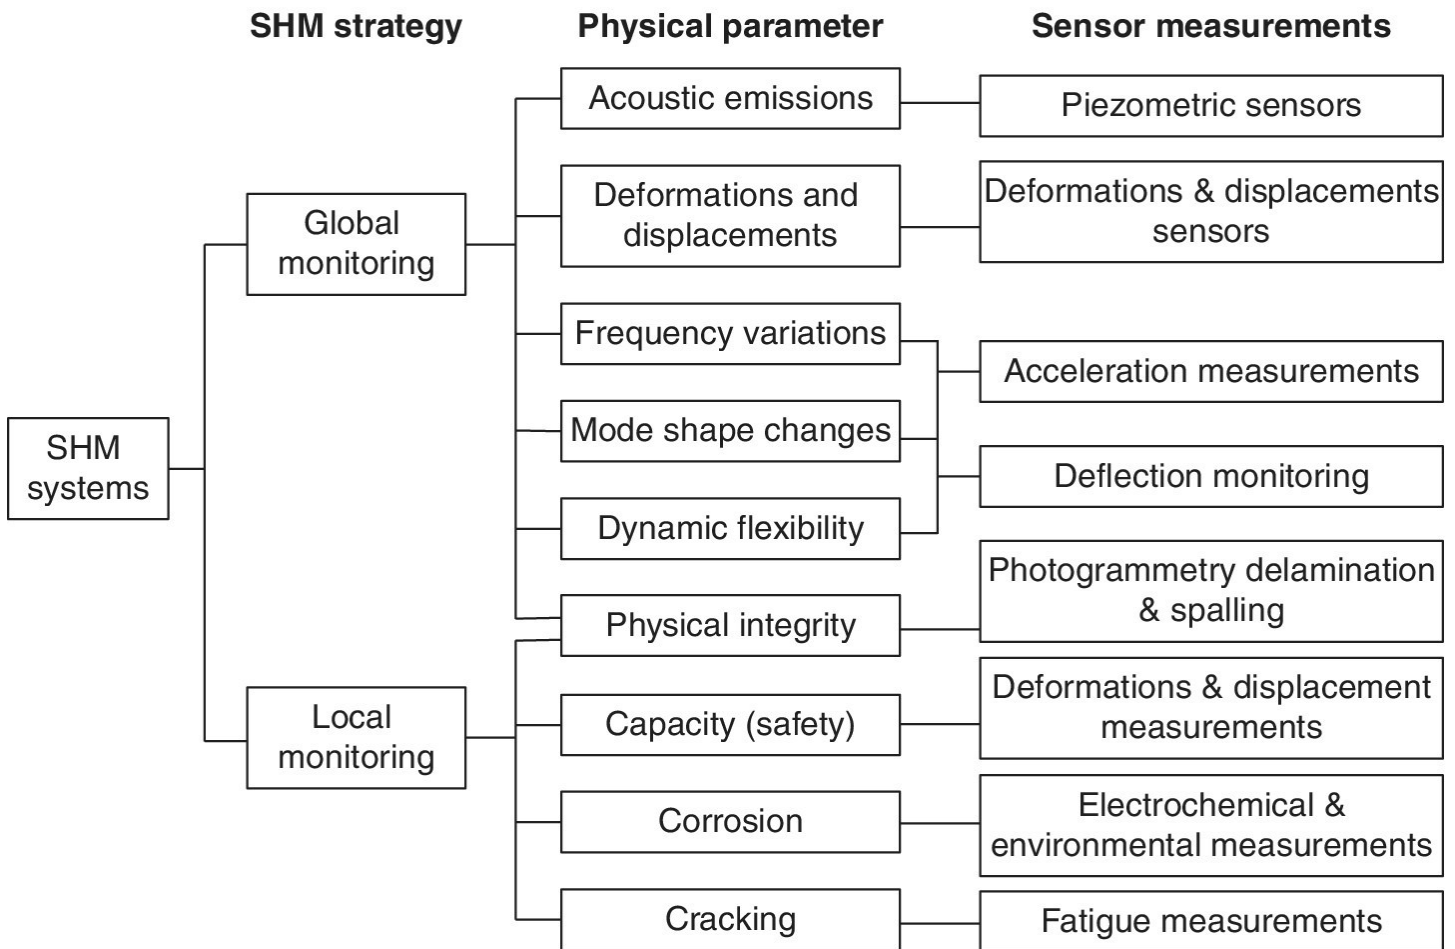 SHM strategy
Physical parameter
Sensor measurements
SHM
systems
Global
monitoring
Local
monitoring
Acoustic emissions
Deformations and
displacements
Frequency variations
Mode shape changes
Dynamic flexibility
Physical integrity
Capacity (safety)
Corrosion
Cracking
Piezometric sensors
Deformations & displacements
sensors
Acceleration measurements
Deflection monitoring
Photogrammetry delamination
& spalling
Deformations & displacement
measurements
Electrochemical &
environmental measurements
Fatigue measurements